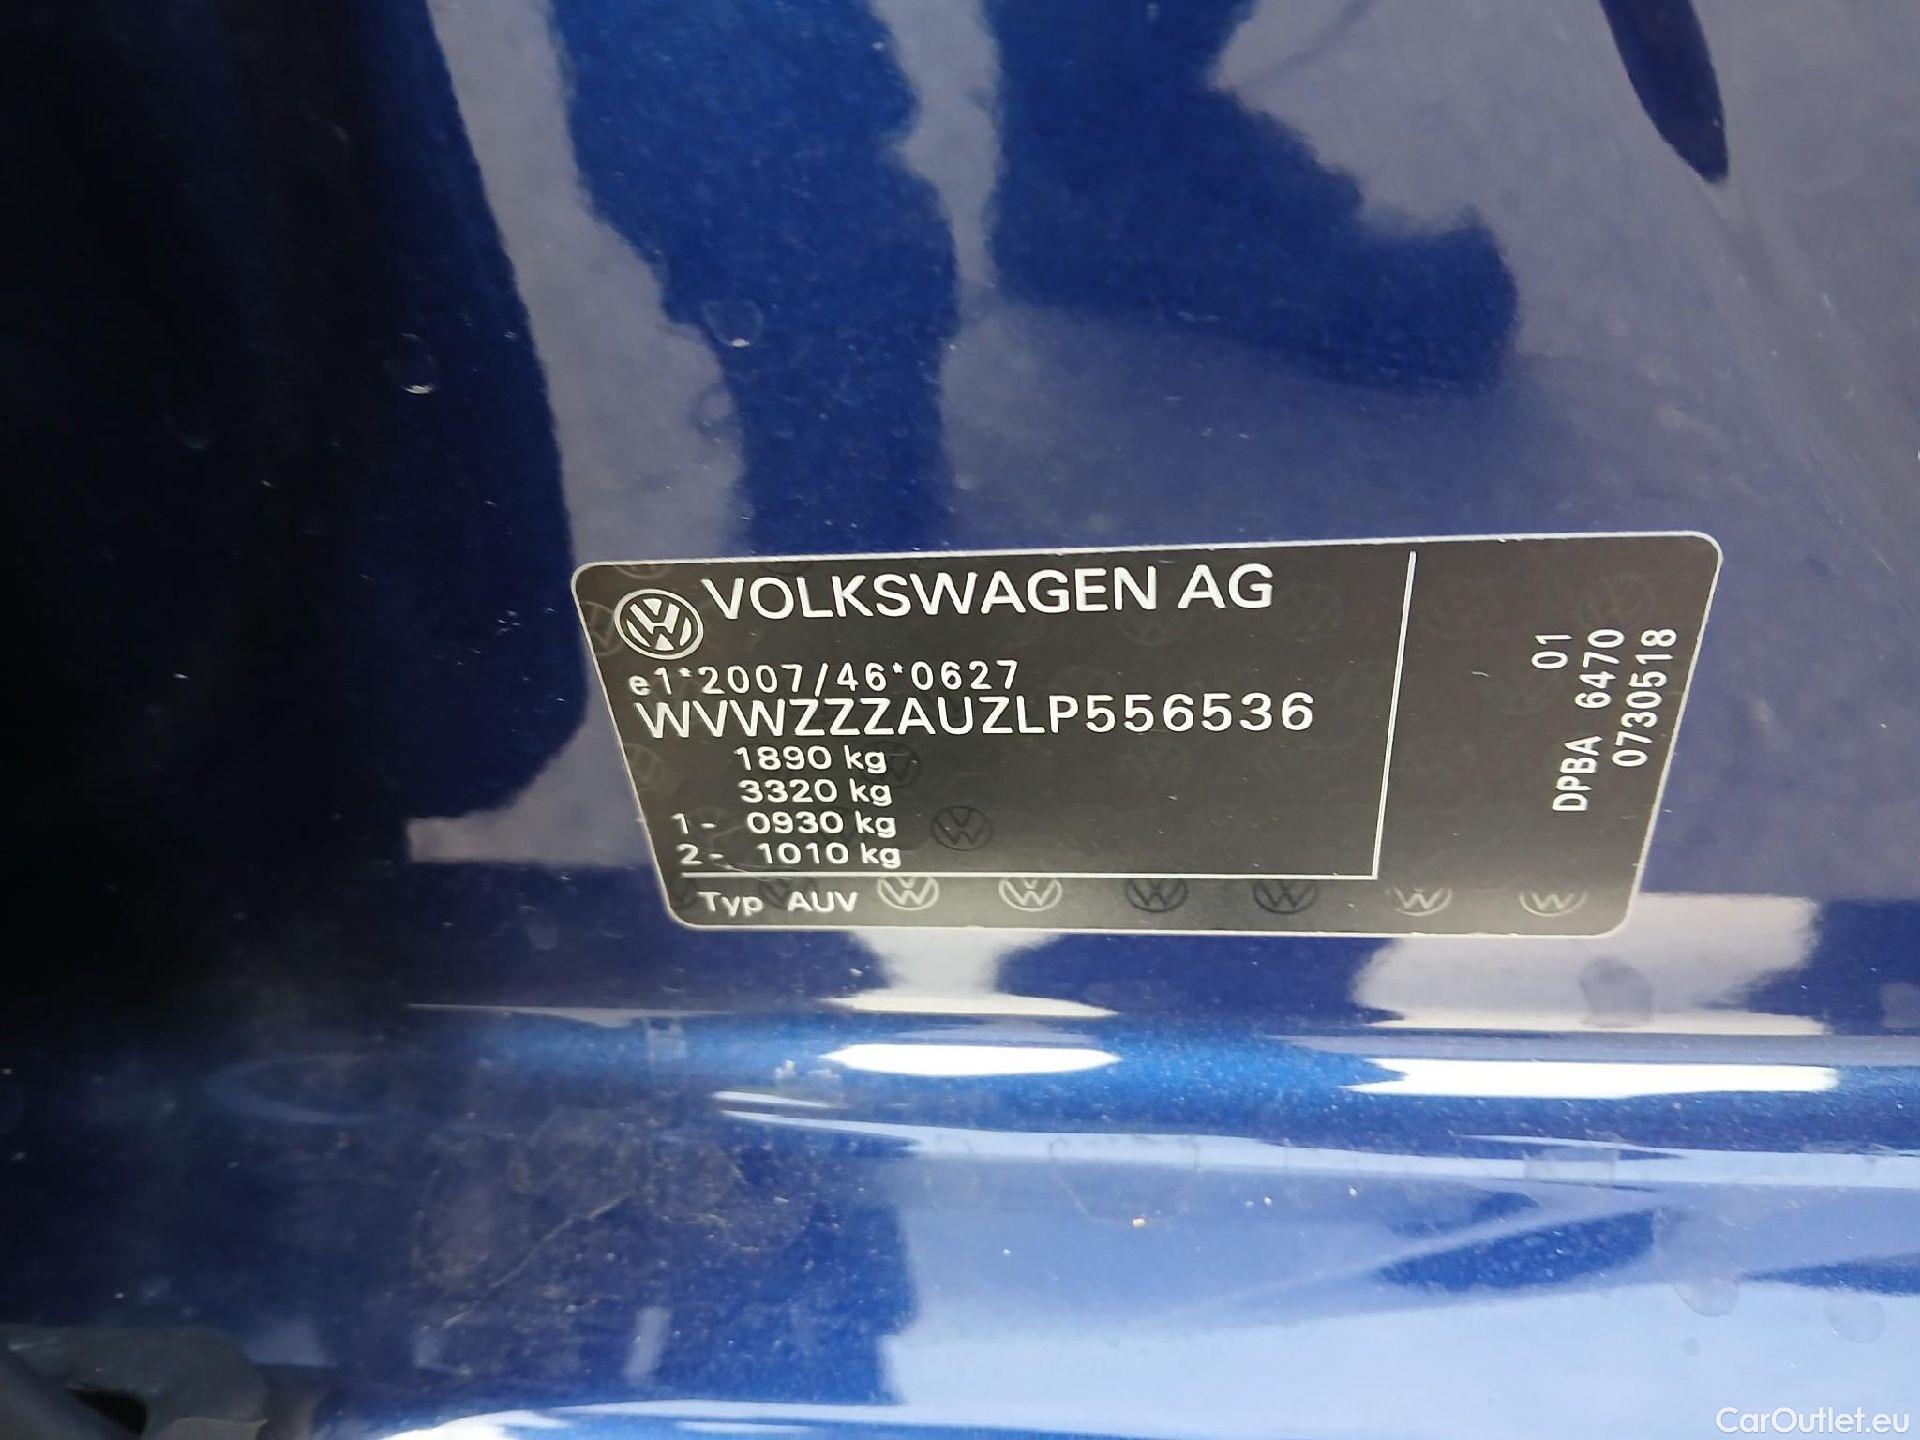 VOLKSWAGEN AG
e1*2007/46*0627
WVWZZZAUZLP556536
1890 kg
3320 kg
1- 0930 kg
2- 1010 kg
Typ AUV
01
DPBA 6470
0730518
CarOutlet.eu